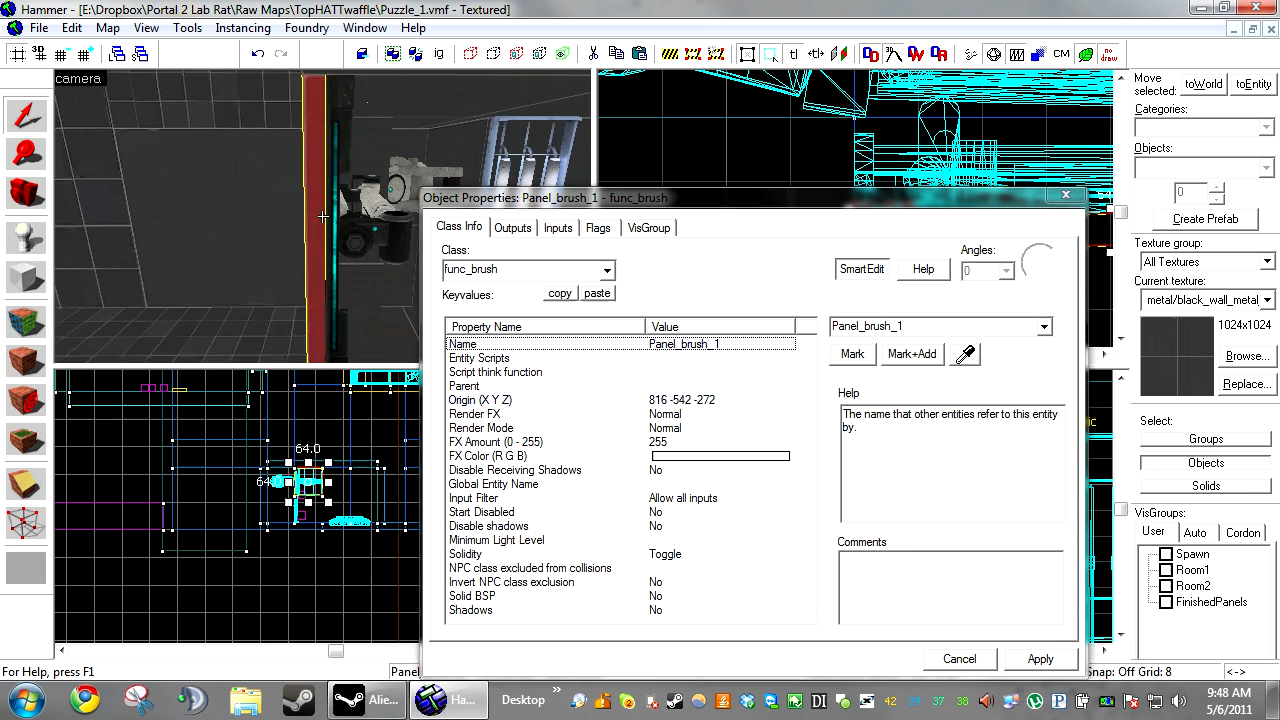 Hammer - [E:\Dropbox\Portal 2 Lab Rat\Raw Maps\TopHATTwaffle\Puzzle_1.vmf - Textured]
File Edit Map View Tools Instancing Foundry Window Help
camera
Move selected:
toWorld
toEntity
Categories:
Objects:
0
Create Prefab
Texture group:
All Textures
Current texture:
metal/black_wall_metal_
1024x1024
Browse...
Replace...
Select:
Groups
Objects
Solids
VisGroups:
User
Auto
Cordon
Spawn
Room1
Room2
FinishedPanels
Object Properties: Panel_brush_1 - func_brush
Class Info Outputs Inputs Flags VisGroup
Class:
func_brush
Keyvalues:
copy
paste
SmartEdit
Help
Angles:
0
Property Name Value
Name Panel_brush_1
Entity Scripts
Script think function
Parent
Origin (X Y Z) 816 -542 -272
Render FX Normal
Render Mode Normal
FX Amount (0 - 255) 255
FX Color (R G B)
Disable Receiving Shadows No
Global Entity Name
Input Filter Allow all inputs
Start Disabled No
Disable shadows No
Minimum Light Level
Solidity Toggle
NPC class excluded from collisions
Invert NPC class exclusion No
Solid BSP No
Shadows No
Panel_brush_1
Mark
Mark+Add
Help
The name that other entities refer to this entity
by.
Comments
Cancel
Apply
64.0
For Help, press F1
Snap: Off Grid: 8
<->
Alie...
Ha...
Desktop
42 39 37 38
9:48 AM
5/6/2011